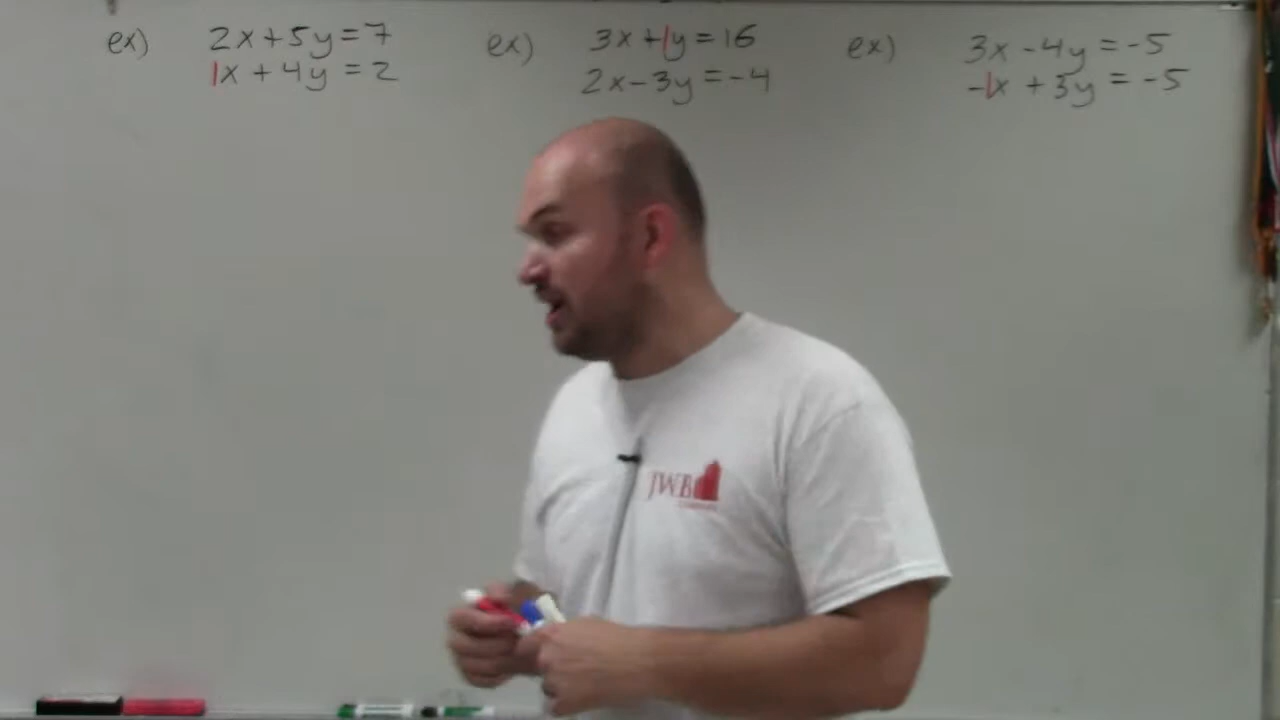 ex) 2x+5y=7
1x + 4y = 2
ex) 3x+1y=16
2x-3y=-4
ex) 3x-4y=-5
-1x +3y = -5
JWB